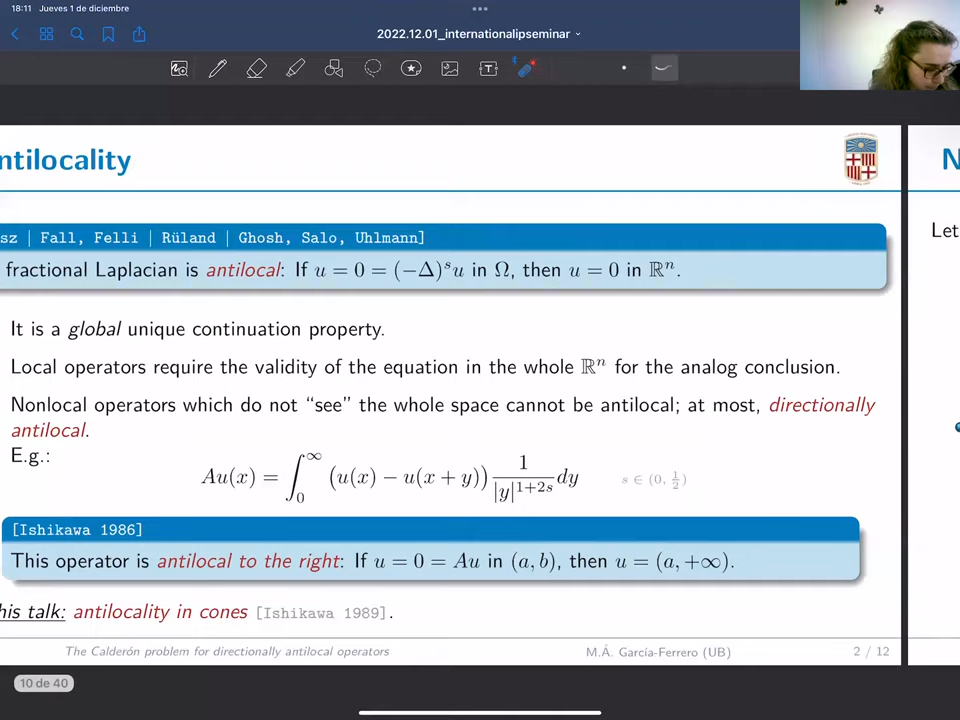 18:11 Jueves 1 de diciembre
2022.12.01_internationalipseminar
ntilocality
N
sz | Fall, Felli | Rüland | Ghosh, Salo, Uhlmann]
fractional Laplacian is antilocal: If u = 0 = (−Δ)ˢu in Ω, then u = 0 in ℝⁿ.
Let
It is a global unique continuation property.
Local operators require the validity of the equation in the whole ℝⁿ for the analog conclusion.
Nonlocal operators which do not “see” the whole space cannot be antilocal; at most, directionally
antilocal.
E.g.:
Au(x) = ∫₀^∞ (u(x) − u(x + y)) 1/|y|^{1+2s} dy s ∈ (0, 1/2)
[Ishikawa 1986]
This operator is antilocal to the right: If u = 0 = Au in (a, b), then u = (a, +∞).
his talk: antilocality in cones [Ishikawa 1989].
The Calderón problem for directionally antilocal operators M.Á. García-Ferrero (UB) 2 / 12
10 de 40